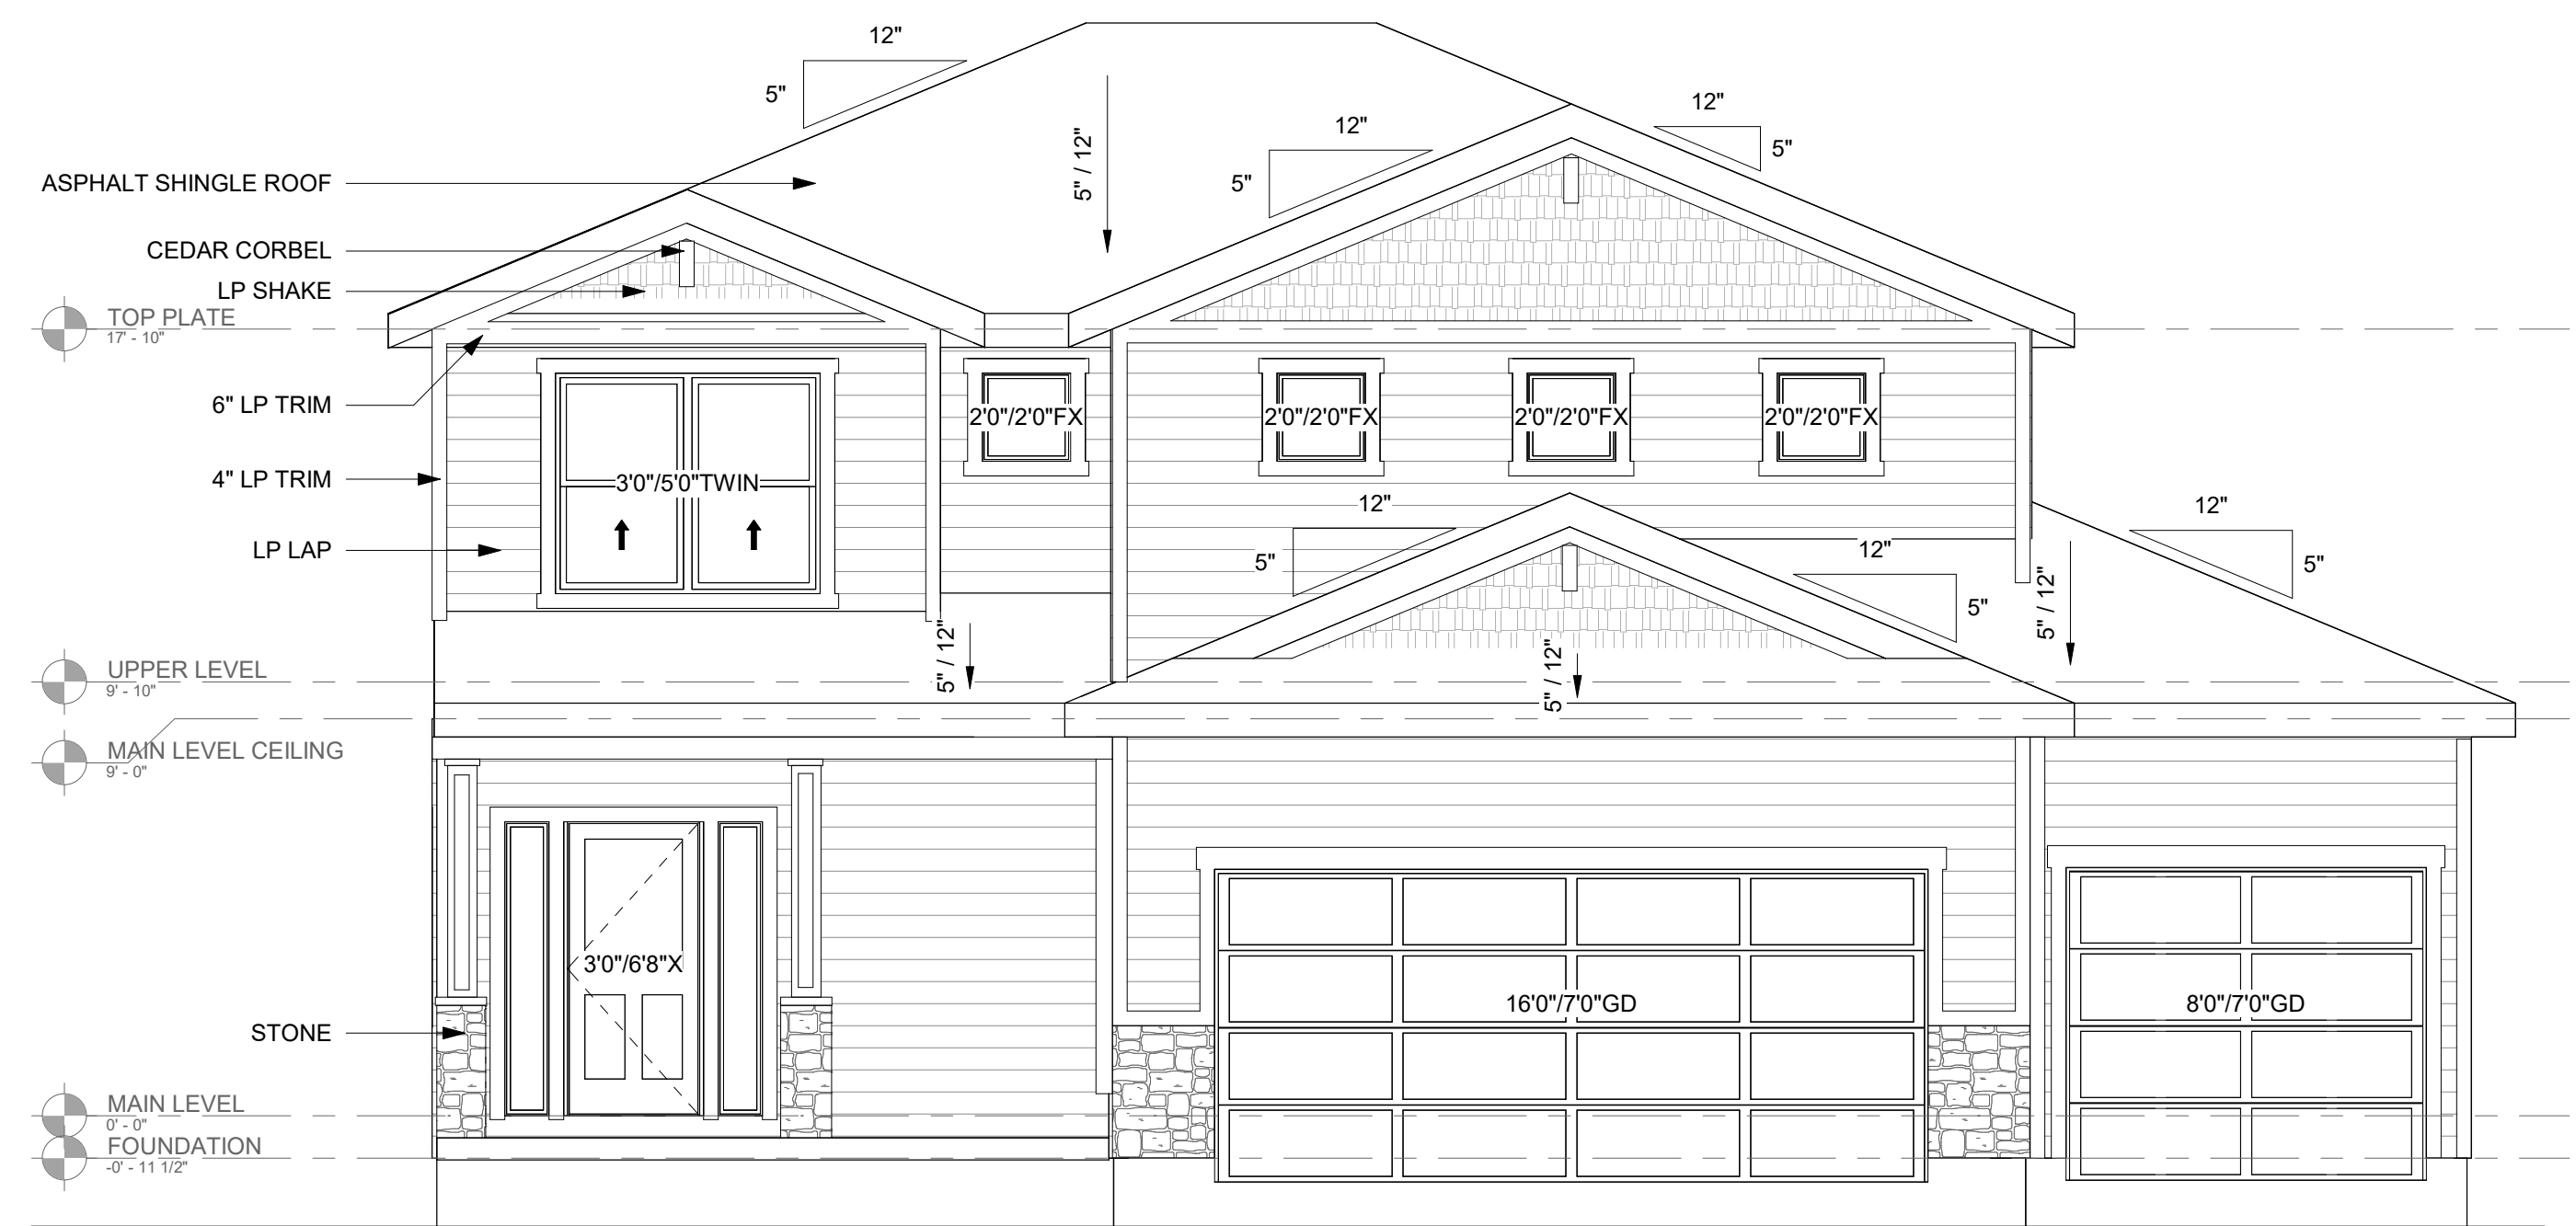 12"
5"
12"
5"
12"
5"
5" / 12"
ASPHALT SHINGLE ROOF
CEDAR CORBEL
LP SHAKE
TOP PLATE
17' - 10"
6" LP TRIM
2'0"/2'0"FX
2'0"/2'0"FX
2'0"/2'0"FX
2'0"/2'0"FX
4" LP TRIM
3'0"/5'0"TWIN
12"
5"
12"
5"
12"
5"
LP LAP
5" / 12"
5" / 12"
5" / 12"
UPPER LEVEL
9' - 10"
MAIN LEVEL CEILING
9' - 0"
3'0"/6'8"X
16'0"/7'0"GD
8'0"/7'0"GD
STONE
MAIN LEVEL
0' - 0"
FOUNDATION
-0' - 11 1/2"